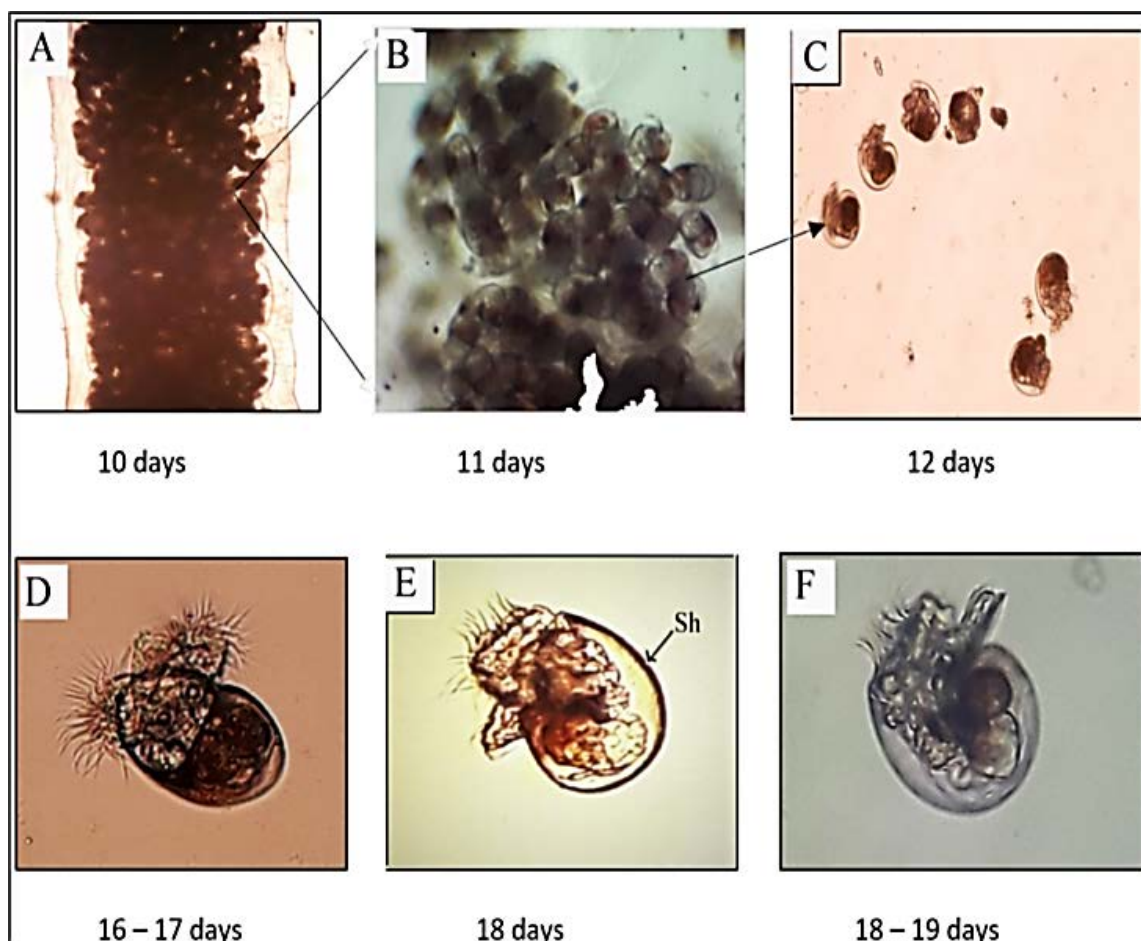 A
B
C
10 days
11 days
12 days
D
E
F
Sh
16 – 17 days
18 days
18 – 19 days